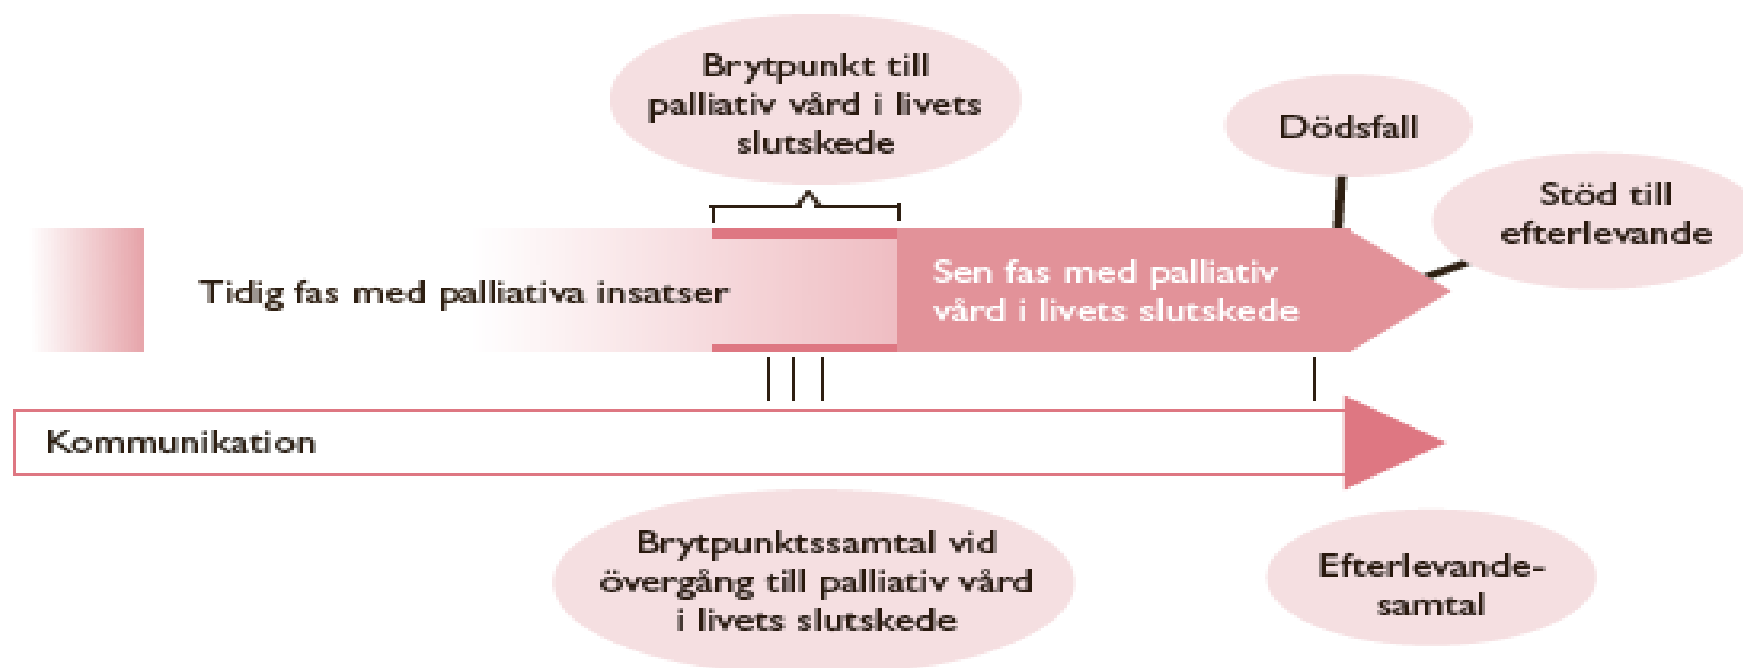 Brytpunkt till
palliativ vård i livets
slutskede
Dödsfall
Stöd till
efterlevande
Tidig fas med palliativa insatser
Sen fas med palliativ
vård i livets slutskede
Kommunikation
Brytpunktssamtal vid
övergång till palliativ vård
i livets slutskede
Efterlevande-
samtal